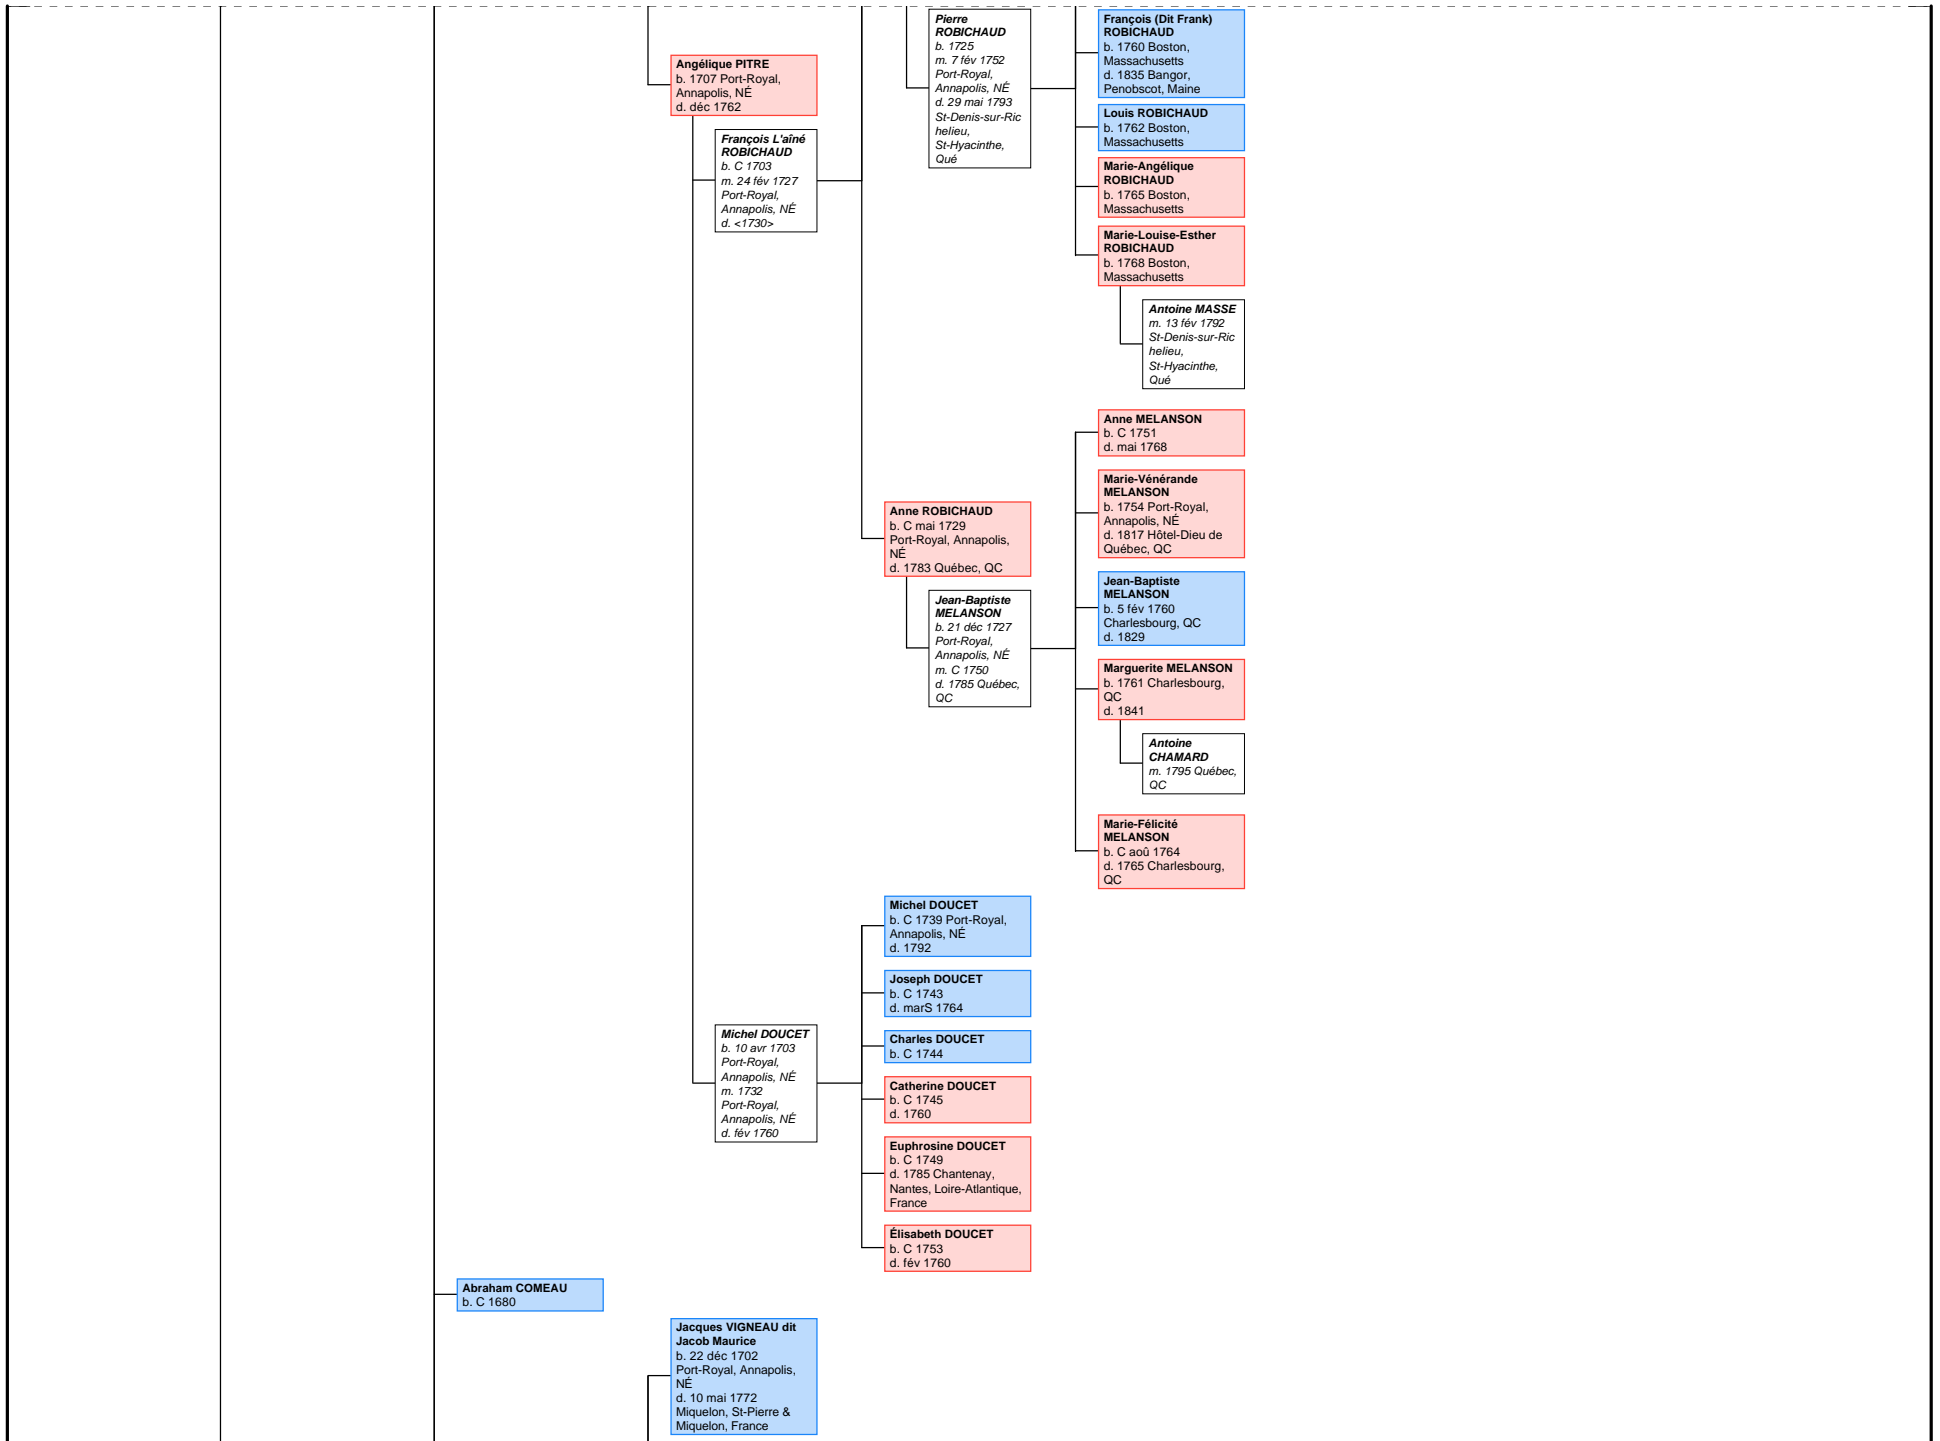 Angélique PITRE
b. 1707 Port-Royal,
Annapolis, NÉ
d. déc 1762
François L'aîné
ROBICHAUD
b. C 1703
m. 24 fév 1727
Port-Royal,
Annapolis, NÉ
d. <1730>
Pierre
ROBICHAUD
b. 1725
m. 7 fév 1752
Port-Royal,
Annapolis, NÉ
d. 29 mai 1793
St-Denis-sur-Ric
helieu,
St-Hyacinthe,
Qué
François (Dit Frank)
ROBICHAUD
b. 1760 Boston,
Massachusetts
d. 1835 Bangor,
Penobscot, Maine
Louis ROBICHAUD
b. 1762 Boston,
Massachusetts
Marie-Angélique
ROBICHAUD
b. 1765 Boston,
Massachusetts
Marie-Louise-Esther
ROBICHAUD
b. 1768 Boston,
Massachusetts
Antoine MASSE
m. 13 fév 1792
St-Denis-sur-Ric
helieu,
St-Hyacinthe,
Qué
Anne ROBICHAUD
b. C mai 1729
Port-Royal, Annapolis,
NÉ
d. 1783 Québec, QC
Jean-Baptiste
MELANSON
b. 21 déc 1727
Port-Royal,
Annapolis, NÉ
m. C 1750
d. 1785 Québec,
QC
Anne MELANSON
b. C 1751
d. mai 1768
Marie-Vénérande
MELANSON
b. 1754 Port-Royal,
Annapolis, NÉ
d. 1817 Hôtel-Dieu de
Québec, QC
Jean-Baptiste
MELANSON
b. 5 fév 1760
Charlesbourg, QC
d. 1829
Marguerite MELANSON
b. 1761 Charlesbourg,
QC
d. 1841
Antoine
CHAMARD
m. 1795 Québec,
QC
Marie-Félicité
MELANSON
b. C aoû 1764
d. 1765 Charlesbourg,
QC
Michel DOUCET
b. 10 avr 1703
Port-Royal,
Annapolis, NÉ
m. 1732
Port-Royal,
Annapolis, NÉ
d. fév 1760
Michel DOUCET
b. C 1739 Port-Royal,
Annapolis, NÉ
d. 1792
Joseph DOUCET
b. C 1743
d. marS 1764
Charles DOUCET
b. C 1744
Catherine DOUCET
b. C 1745
d. 1760
Euphrosine DOUCET
b. C 1749
d. 1785 Chantenay,
Nantes, Loire-Atlantique,
France
Élisabeth DOUCET
b. C 1753
d. fév 1760
Abraham COMEAU
b. C 1680
Jacques VIGNEAU dit
Jacob Maurice
b. 22 déc 1702
Port-Royal, Annapolis,
NÉ
d. 10 mai 1772
Miquelon, St-Pierre &
Miquelon, France